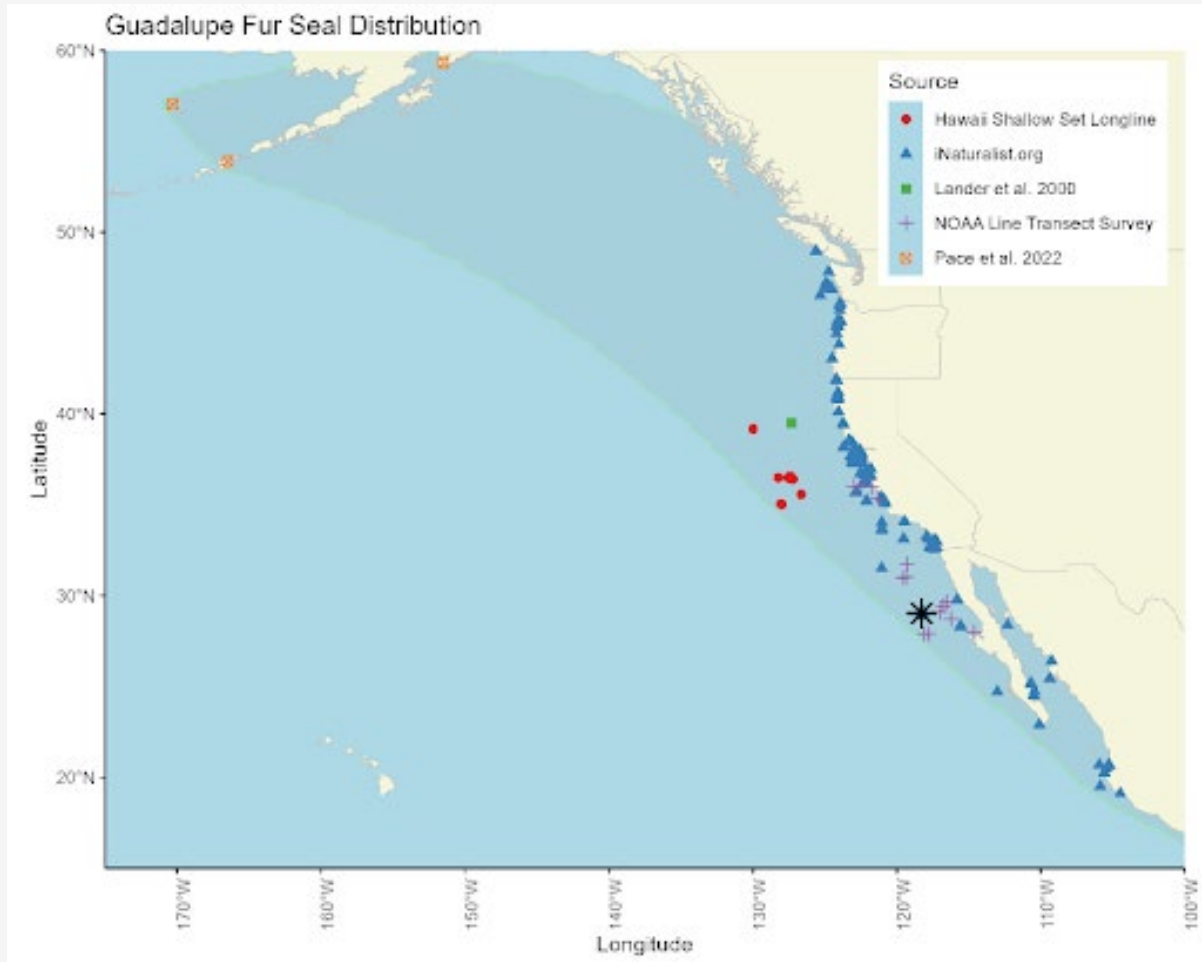 Guadalupe Fur Seal Distribution
60°N
50°N
40°N
30°N
20°N
Latitude
Source
Hawaii Shallow Set Longline
iNaturalist.org
Lander et al. 2000
NOAA Line Transect Survey
Pace et al. 2022
170°W
160°W
150°W
140°W
130°W
120°W
110°W
100°W
Longitude